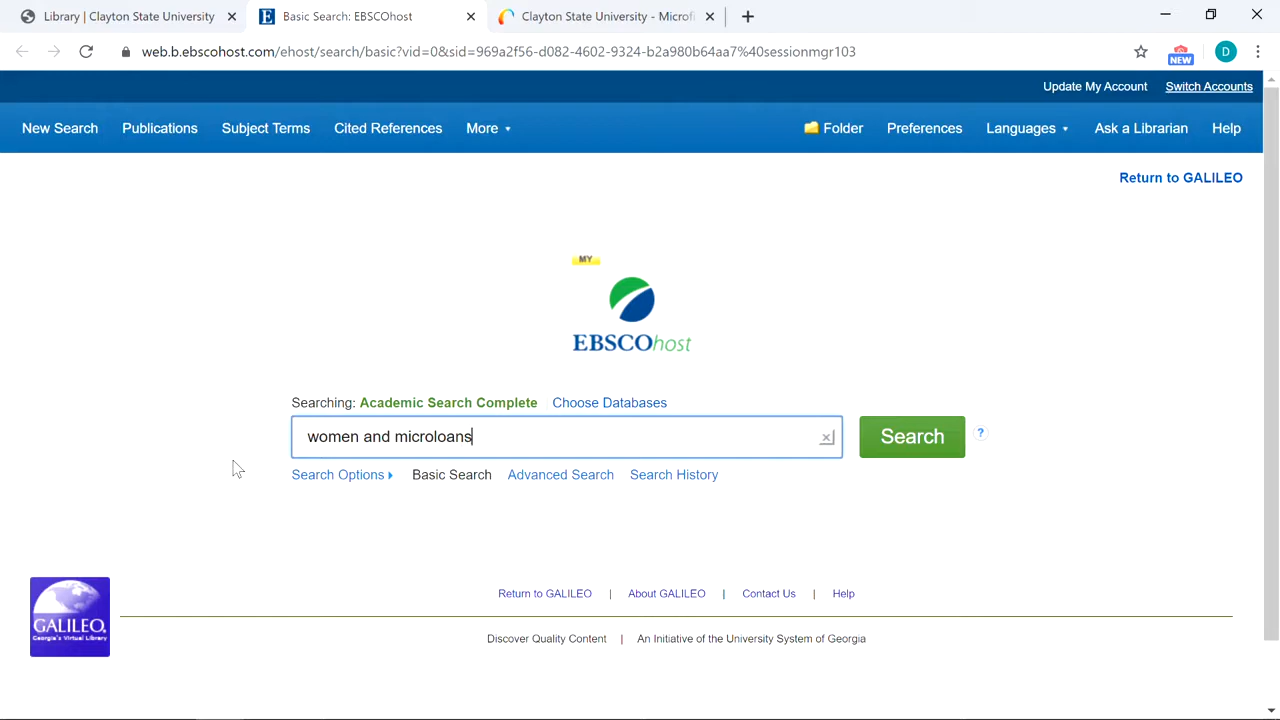 Library | Clayton State University
Basic Search: EBSCOhost
Clayton State University - Microfi
web.b.ebscohost.com/ehost/search/basic?vid=0&sid=969a2f56-d082-4602-9324-b2a980b64aa7%40sessionmgr103
NEW
D
Update My Account Switch Accounts
New Search Publications Subject Terms Cited References More Folder Preferences Languages Ask a Librarian Help
Return to GALILEO
MY
EBSCOhost
Searching: Academic Search Complete Choose Databases
women and microloans
Search
?
Search Options Basic Search Advanced Search Search History
GALILEO
Georgia's Virtual Library
Return to GALILEO | About GALILEO | Contact Us | Help
Discover Quality Content | An Initiative of the University System of Georgia